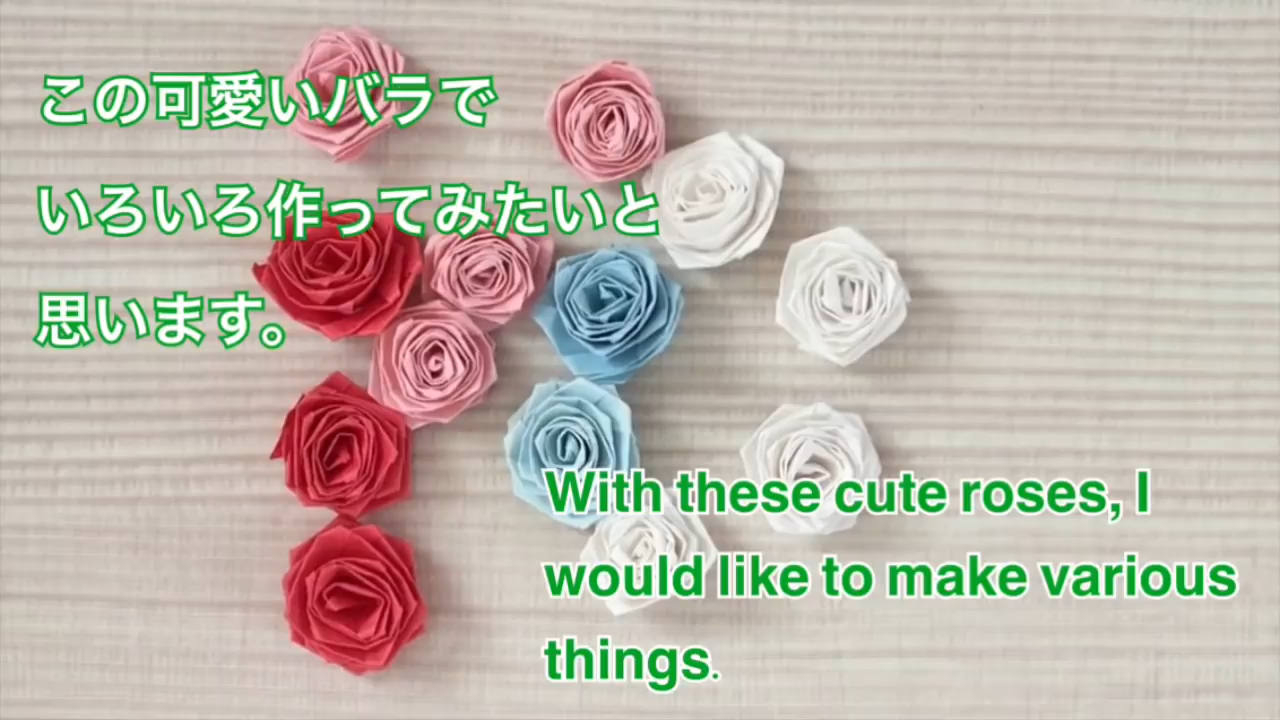 この可愛いバラで
いろいろ作ってみたいと
思います。
With these cute roses, I
would like to make various
things.